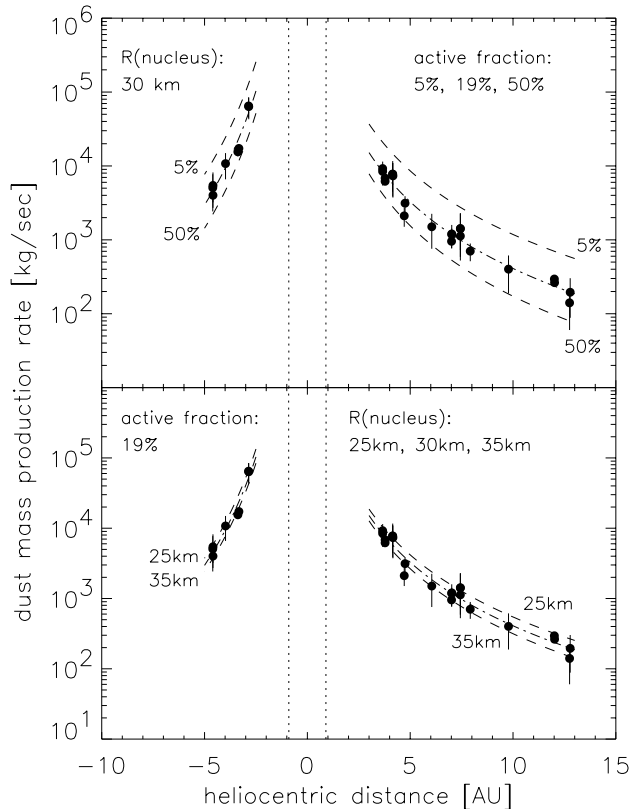 10^6
10^5
10^4
10^3
10^2
R(nucleus):
30 km
active fraction:
5%, 19%, 50%
5%
50%
5%
50%
dust mass production rate [kg/sec]
10^5
10^4
10^3
10^2
10^1
active fraction:
19%
R(nucleus):
25km, 30km, 35km
25km
35km
25km
35km
−10
−5
0
5
10
15
heliocentric distance [AU]